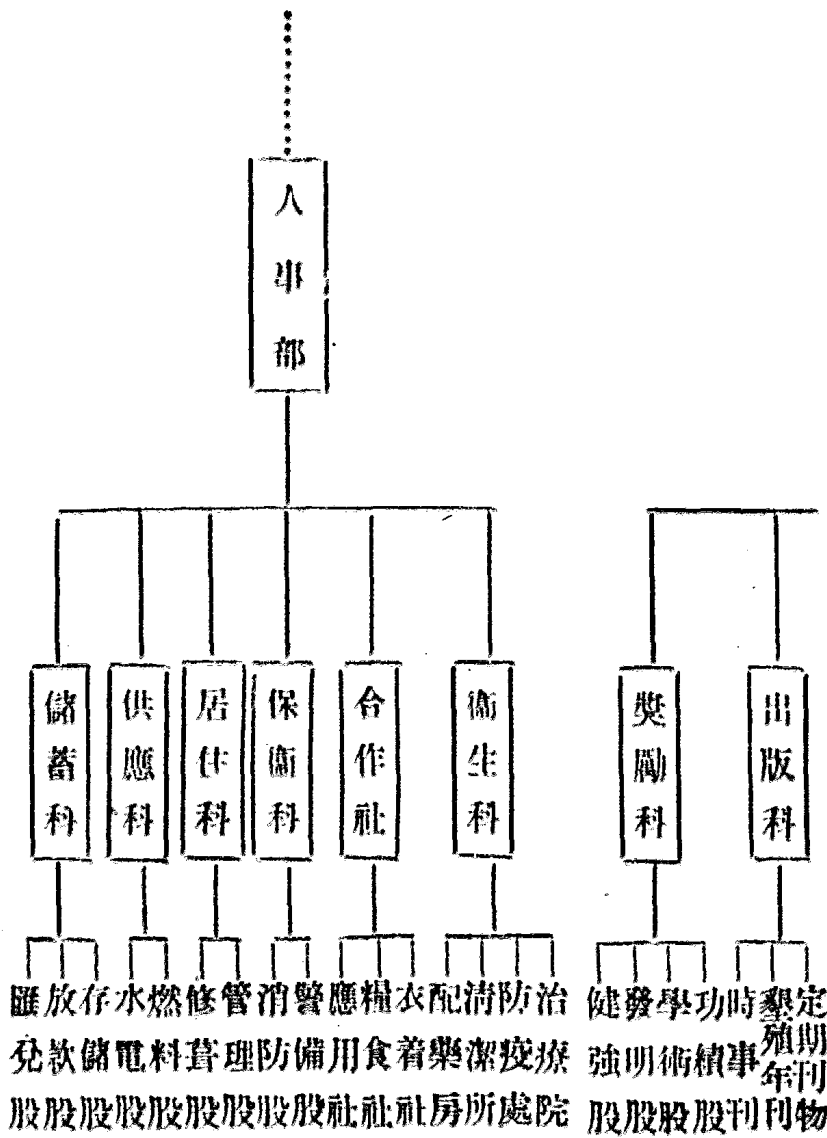 人事部
出版科
獎勵科
衛生科
合作社
保衛科
居住科
供應科
儲蓄科
定期刊物
墾殖年刊
時事刊
功績股
學術股
發明股
健強股
治療院
防疫處
清潔所
配藥房
衣着社
糧食社
應用社
警備股
消防股
管理股
修葺股
燃料股
水電股
存儲股
放款股
匯兌股